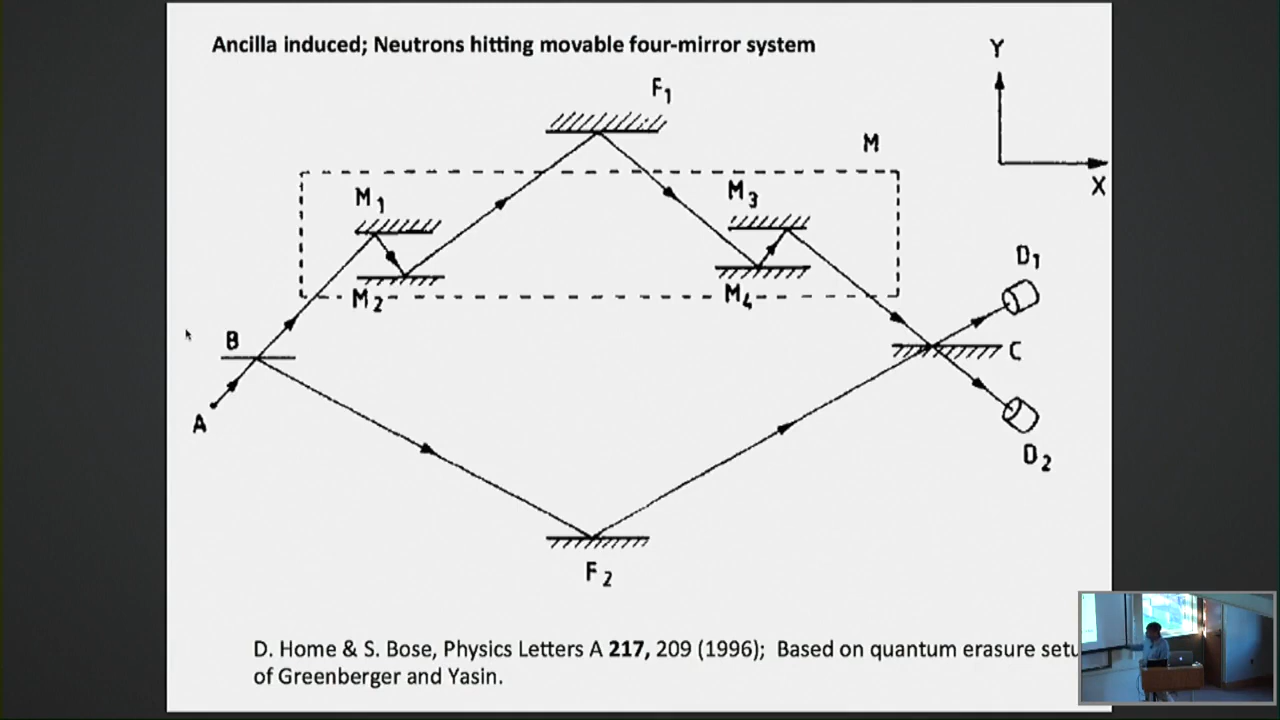 Ancilla induced; Neutrons hitting movable four-mirror system
Y
F1
M
X
M1
M3
M2
M4
D1
B
C
A
D2
F2
D. Home & S. Bose, Physics Letters A 217, 209 (1996); Based on quantum erasure setu
of Greenberger and Yasin.